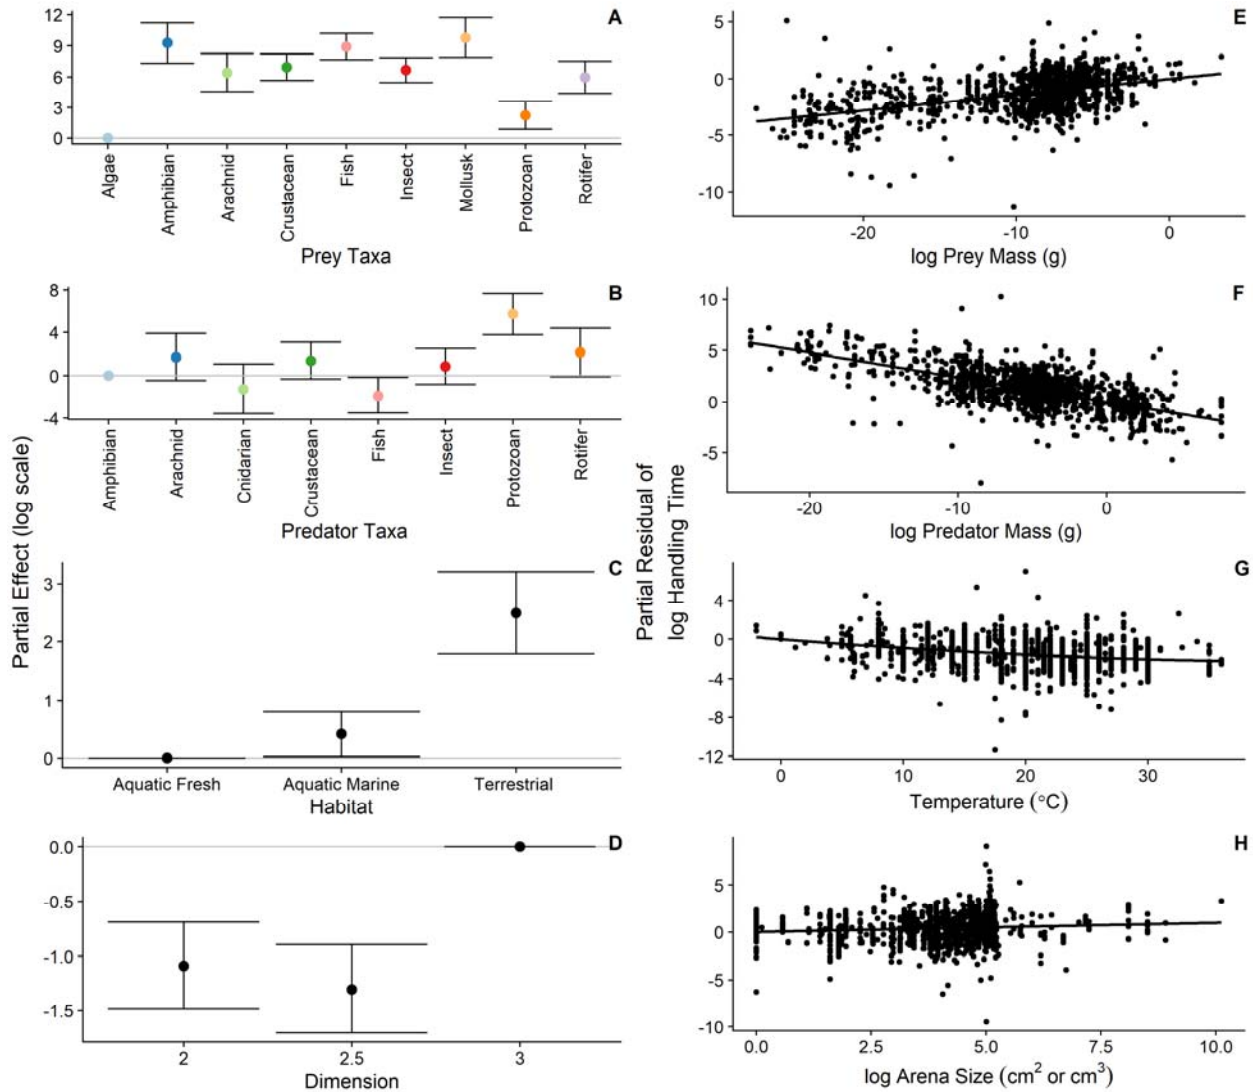 Partial Effect (log scale)
A
12
9
6
3
0
Algae
Amphibian
Arachnid
Crustacean
Fish
Insect
Mollusk
Protozoan
Rotifer
Prey Taxa
B
8
4
0
-4
Amphibian
Arachnid
Cnidarian
Crustacean
Fish
Insect
Protozoan
Rotifer
Predator Taxa
C
3
2
1
0
Aquatic Fresh
Aquatic Marine
Terrestrial
Habitat
D
0.0
-0.5
-1.0
-1.5
2
2.5
3
Dimension
Partial Residual of
log Handling Time
E
5
0
-5
-10
-20
-10
0
log Prey Mass (g)
F
10
5
0
-5
-20
-10
0
log Predator Mass (g)
G
4
0
-4
-8
-12
0
10
20
30
Temperature (°C)
H
5
0
-5
-10
0.0
2.5
5.0
7.5
10.0
log Arena Size (cm² or cm³)